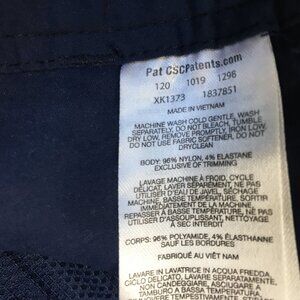 Pat CSCPatents.com
120 1019 1298
XK1373 1837851
MADE IN VIETNAM
MACHINE WASH COLD GENTLE, WASH
SEPARATELY, DO NOT BLEACH, TUMBLE
DRY LOW, REMOVE PROMPTLY, IRON LOW
DO NOT USE FABRIC SOFTENER, DO NOT
DRYCLEAN
BODY: 96% NYLON, 4% ELASTANE
EXCLUSIVE OF TRIMMING
LAVAGE MACHINE À FROID, CYCLE
DÉLICAT, LAVER SÉPARÉMENT, NE PAS
UTILISER D'EAU DE JAVEL, SÉCHAGE
MACHINE, BASSE TEMPÉRATURE, SORTIR
IMMÉDIATEMENT DE LA SÉCHEUSE,
REPASSER À BASSE TEMPÉRATURE, NE PAS
UTILISER D'ASSOUPLISSANT, NETTOYAGE
À SEC INTERDIT
CORPS: 96% POLYAMIDE, 4% ÉLASTHANNE
SAUF LES BORDURES
FABRIQUÉ AU VIÊT NAM
LAVARE IN LAVATRICE IN ACQUA FREDDA
CICLO DELICATO, LAVARE SEPARATAMENTE,
NON CANDEGGIARE, ASCIUGARE A
TAMBURO A BASSA TEMPERATURA,